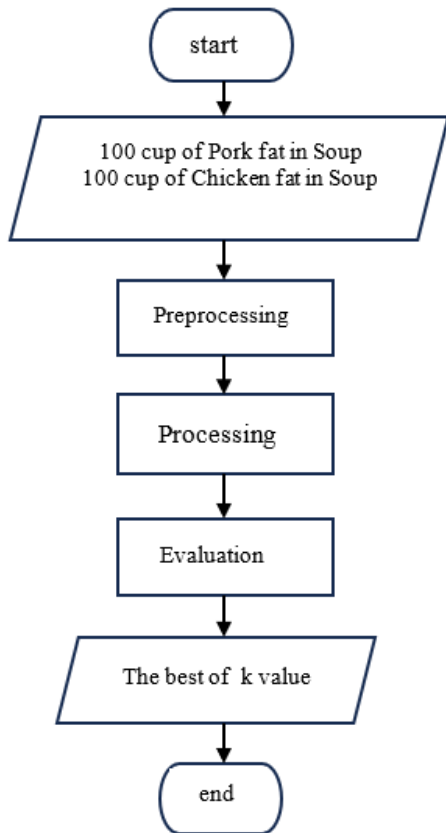 start
100 cup of Pork fat in Soup
100 cup of Chicken fat in Soup
Preprocessing
Processing
Evaluation
The best of k value
end